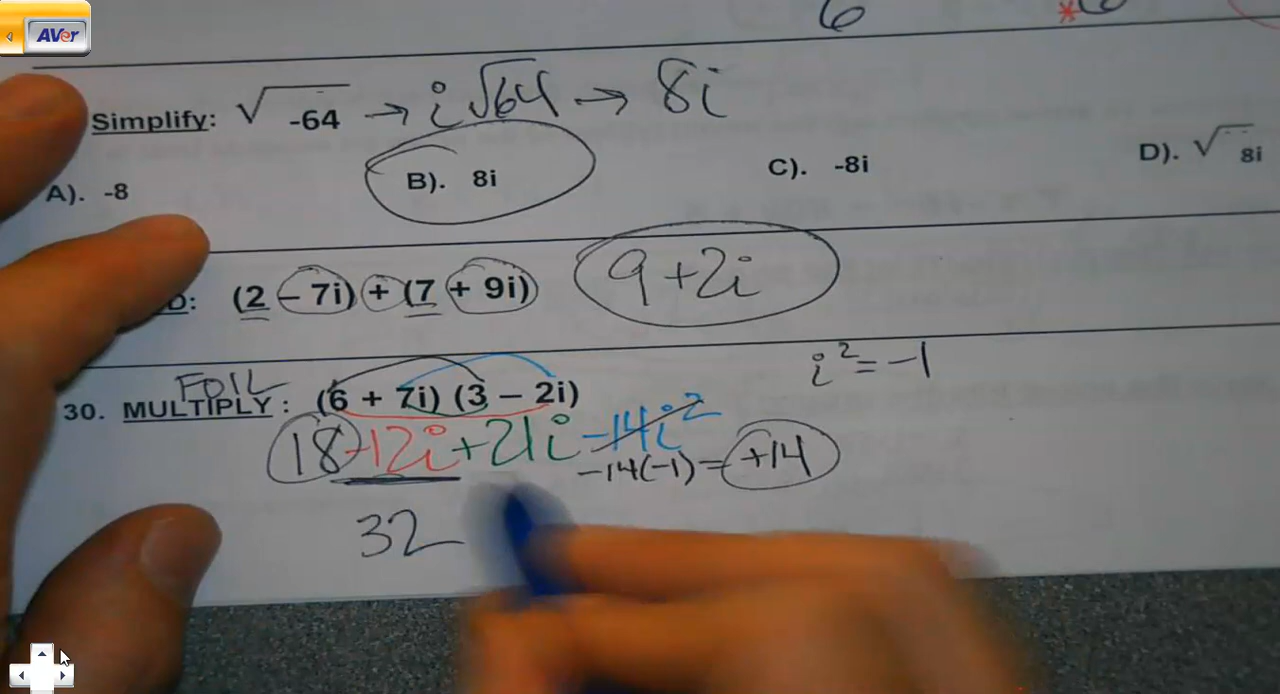 AVer
6 *
Simplify: √-64 → i√64 → 8i
A). -8 B). 8i C). -8i D). √8i
D: (2 - 7i) + (7 + 9i) 9 + 2i
i² = -1
FOIL
30. MULTIPLY : (6 + 7i) (3 - 2i)
18 -12i +21i -14i²
-14(-1) = +14
32